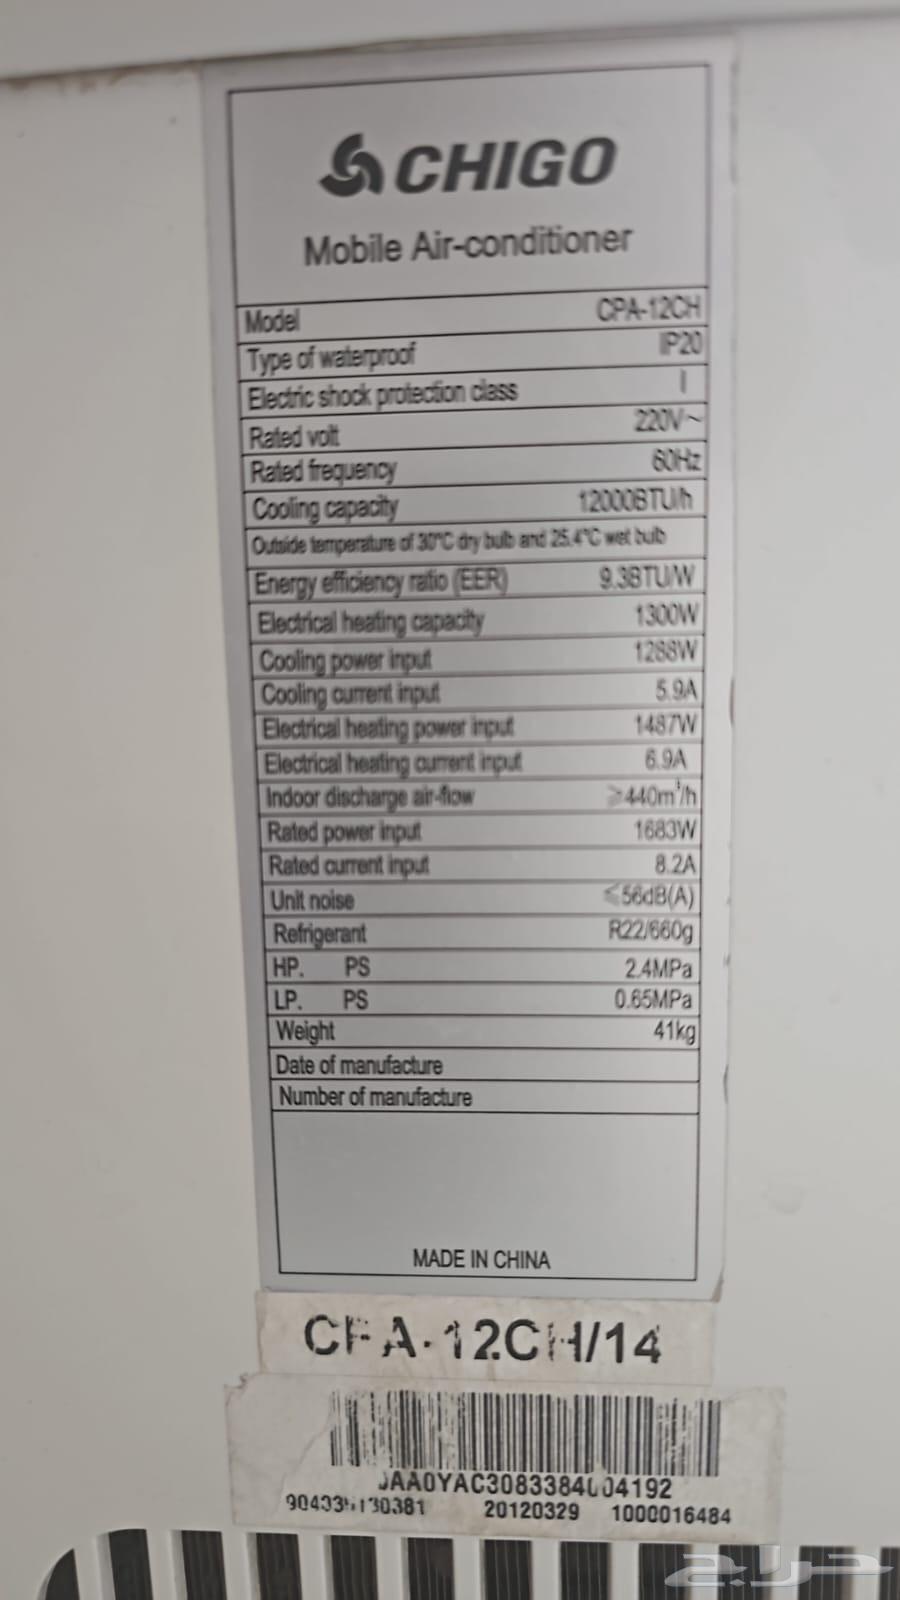 CHIGO
Mobile Air-conditioner
Model CPA-12CH
Type of waterproof IP20
Electric shock protection class I
Rated volt 220V~
Rated frequency 60Hz
Cooling capacity 12000BTU/h
Outside temperature of 30°C dry bulb and 25.4°C wet bulb
Energy efficiency ratio (EER) 9.3BTU/W
Electrical heating capacity 1300W
Cooling power input 1288W
Cooling current input 5.9A
Electrical heating power input 1487W
Electrical heating current input 6.9A
Indoor discharge air-flow ≥440m³/h
Rated power input 1683W
Rated current input 8.2A
Unit noise ≤56dB(A)
Refrigerant R22/660g
HP. PS 2.4MPa
LP. PS 0.65MPa
Weight 41kg
Date of manufacture
Number of manufacture
MADE IN CHINA
CPA-12CH/14
20120329 1000016484
حراج